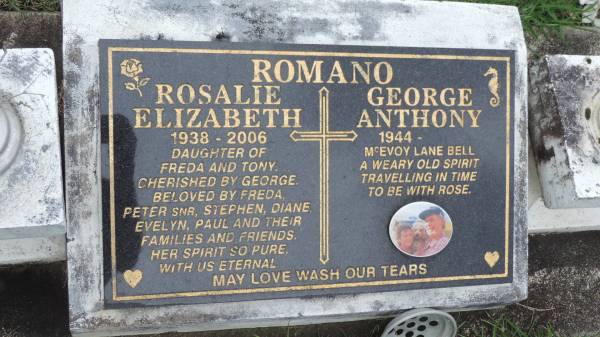 ROMANO
ROSALIE
ELIZABETH
1938 - 2006
DAUGHTER OF
FREDA AND TONY.
CHERISHED BY GEORGE.
BELOVED BY FREDA,
PETER SNR, STEPHEN, DIANE,
EVELYN, PAUL AND THEIR
FAMILIES AND FRIENDS.
HER SPIRIT SO PURE,
WITH US ETERNAL
GEORGE
ANTHONY
1944 -
McEVOY LANE BELL
A WEARY OLD SPIRIT
TRAVELLING IN TIME
TO BE WITH ROSE.
MAY LOVE WASH OUR TEARS